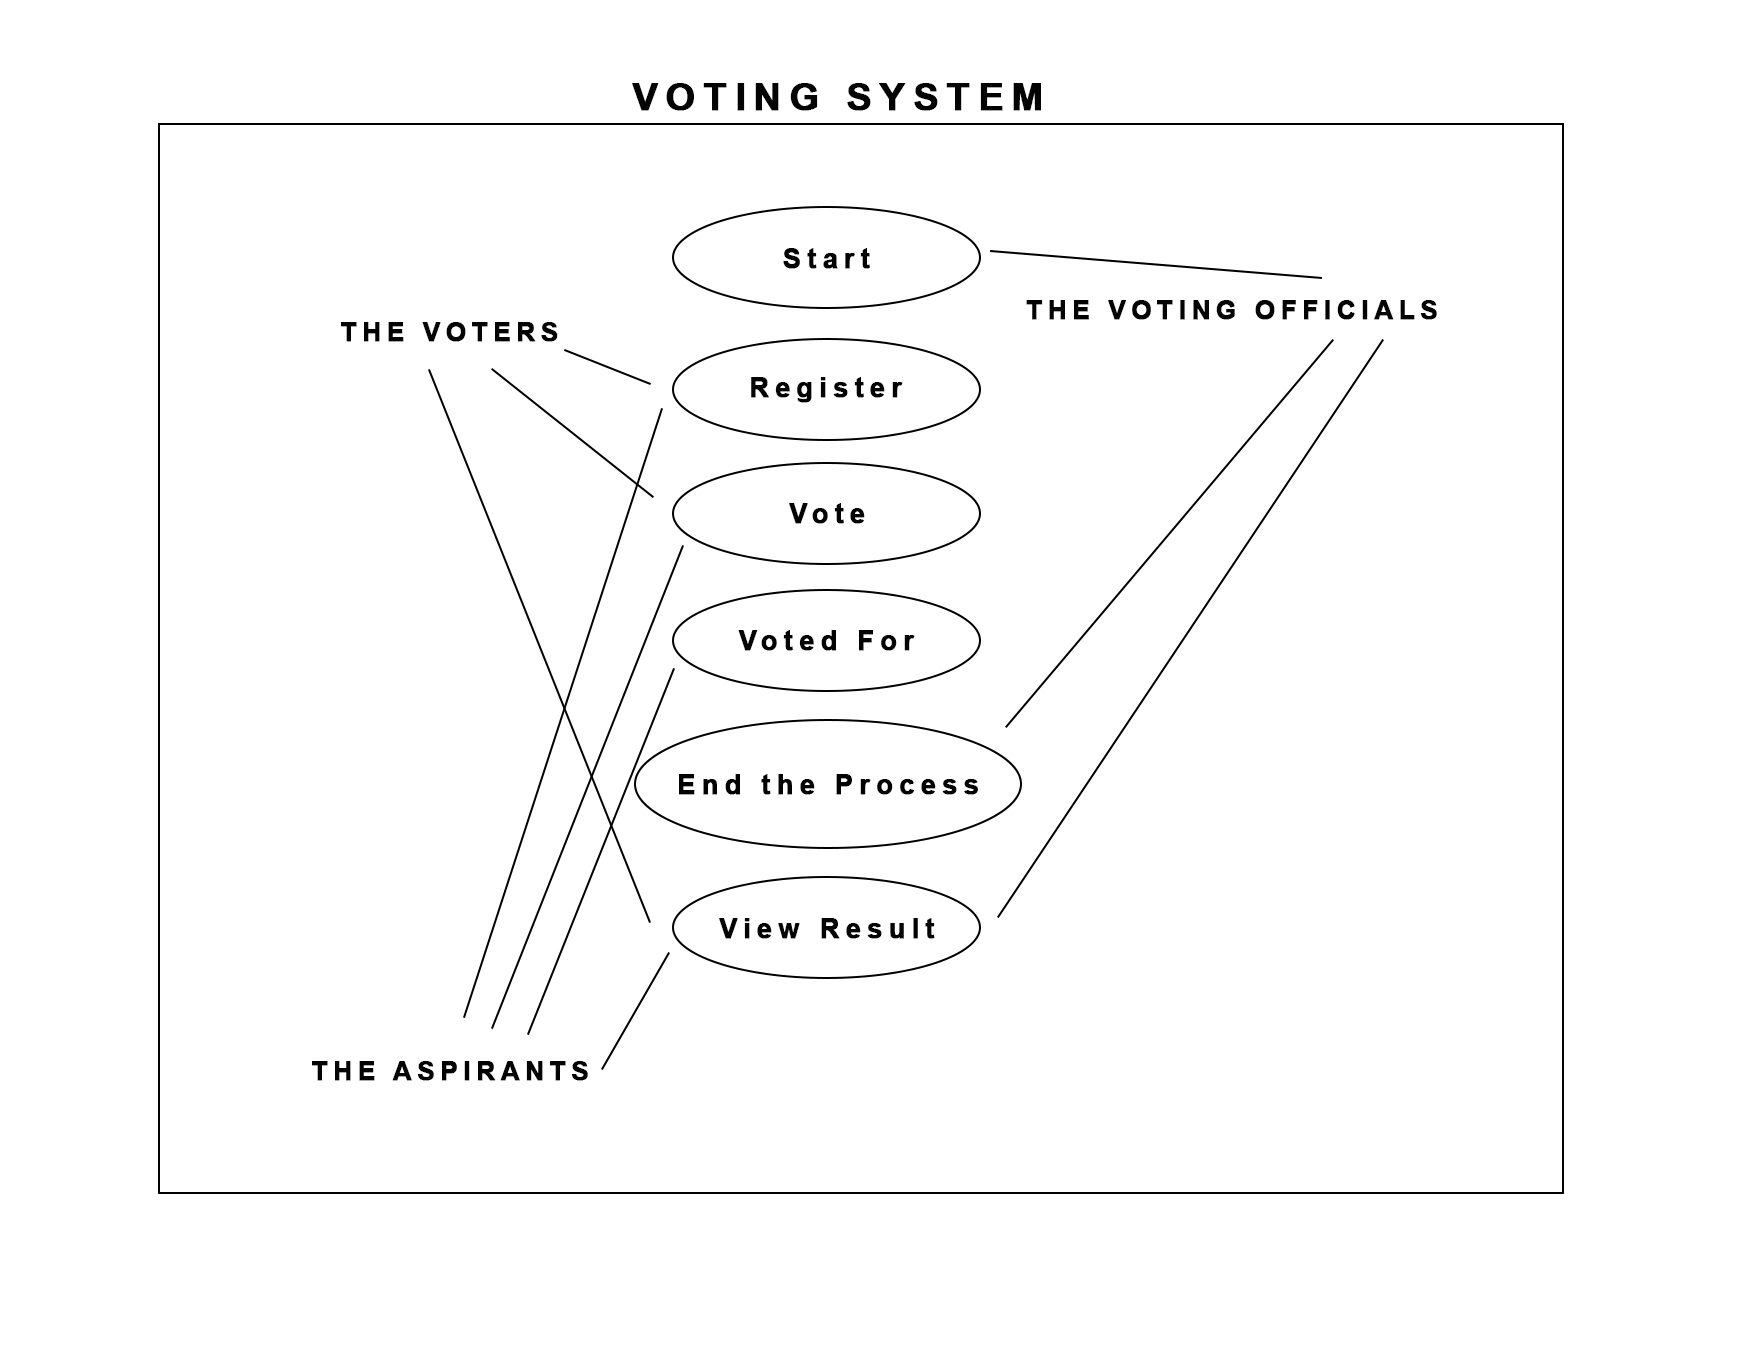 VOTING SYSTEM
Start
THE VOTING OFFICIALS
THE VOTERS
Register
Vote
Voted For
End the Process
View Result
THE ASPIRANTS